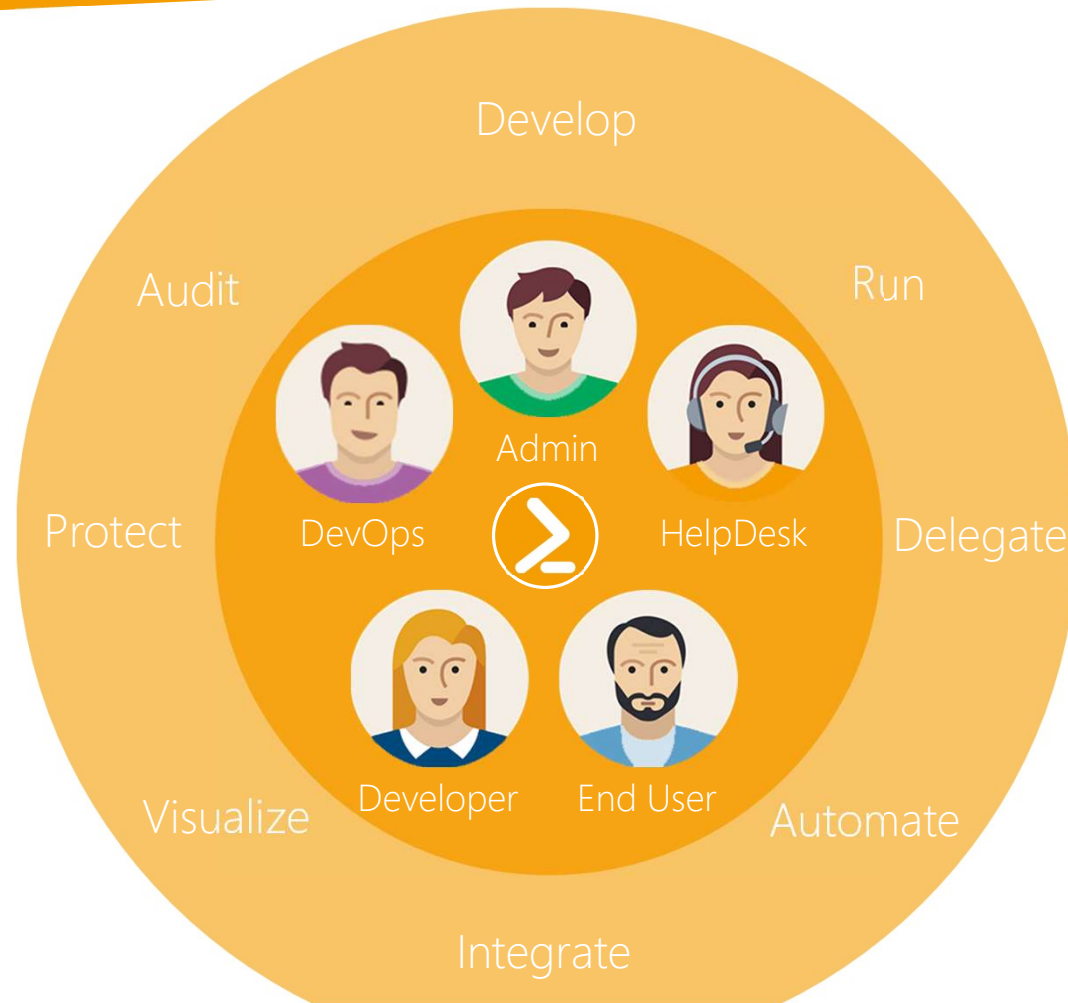 Develop
Audit
Run
Admin
DevOps
HelpDesk
Protect
Delegate
Developer
End User
Visualize
Automate
Integrate